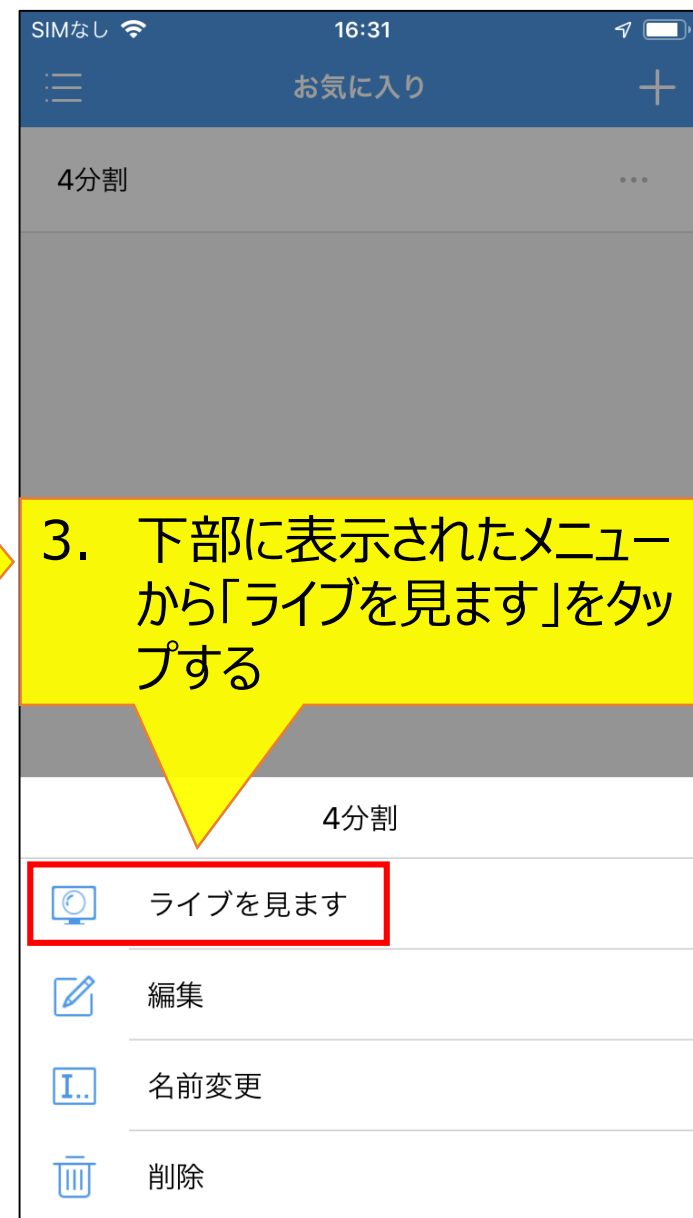 SIMなし 16:31
お気に入り
4分割 ...
3. 下部に表示されたメニュー
から「ライブを見ます」をタッ
プする
4分割
ライブを見ます
編集
I.. 名前変更
削除